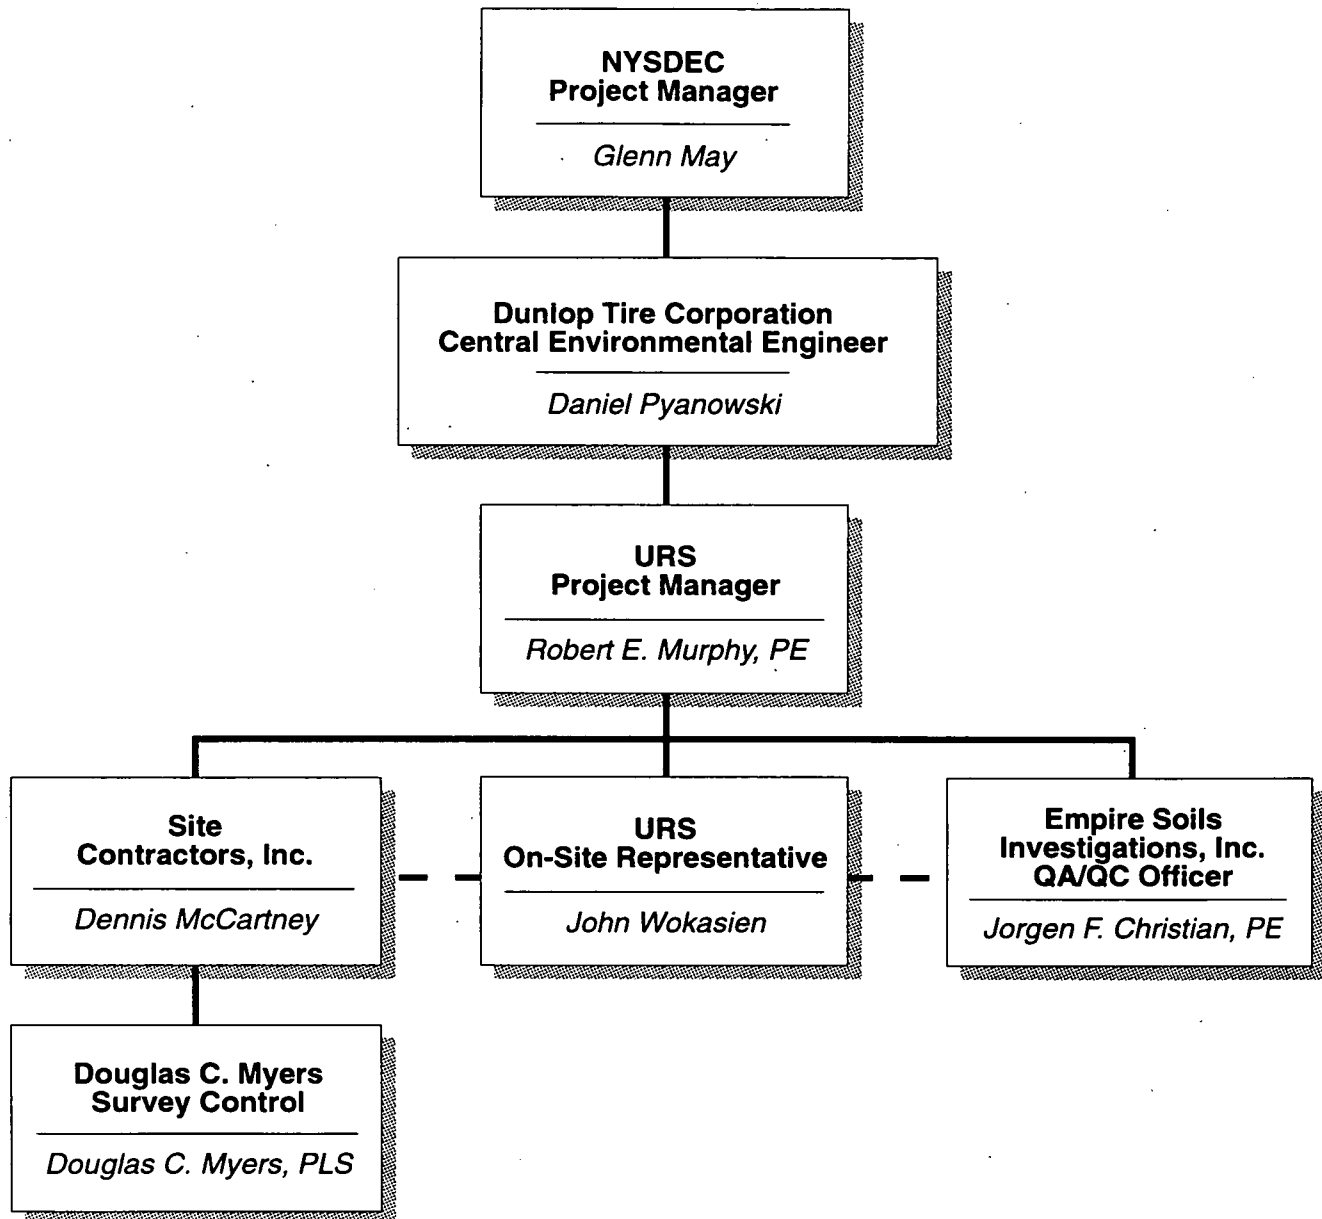 NYSDEC
Project Manager
Glenn May
Dunlop Tire Corporation
Central Environmental Engineer
Daniel Pyanowski
URS
Project Manager
Robert E. Murphy, PE
Site
Contractors, Inc.
Dennis McCartney
URS
On-Site Representative
John Wokasien
Empire Soils
Investigations, Inc.
QA/QC Officer
Jorgen F. Christian, PE
Douglas C. Myers
Survey Control
Douglas C. Myers, PLS